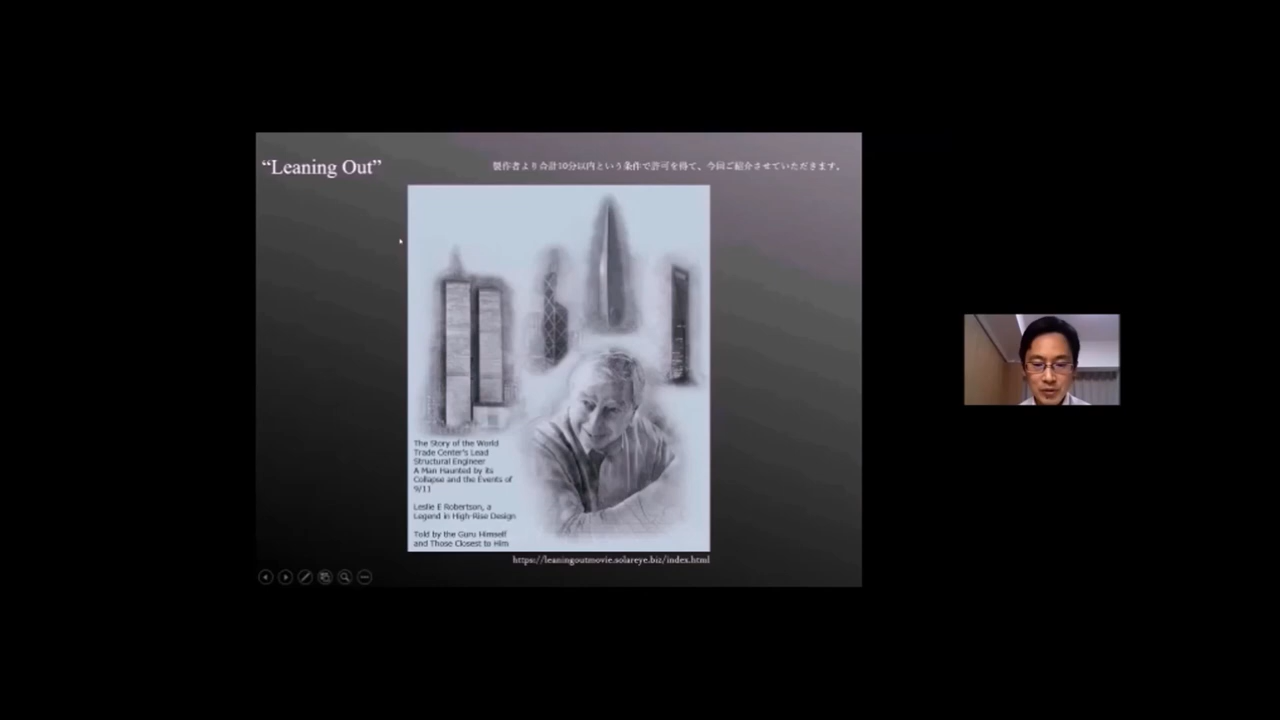 “Leaning Out”
製作者より合計10分以内という条件で許可を得て、今回ご紹介させていただきます。
The Story of the World
Trade Center's Lead
Structural Engineer
A Man Haunted by its
Collapse and the Events of
9/11
Leslie E Robertson, a
Legend in High-Rise Design
Told by the Guru Himself
and Those Closest to Him
https://leaningoutmovie.solareye.biz/index.html